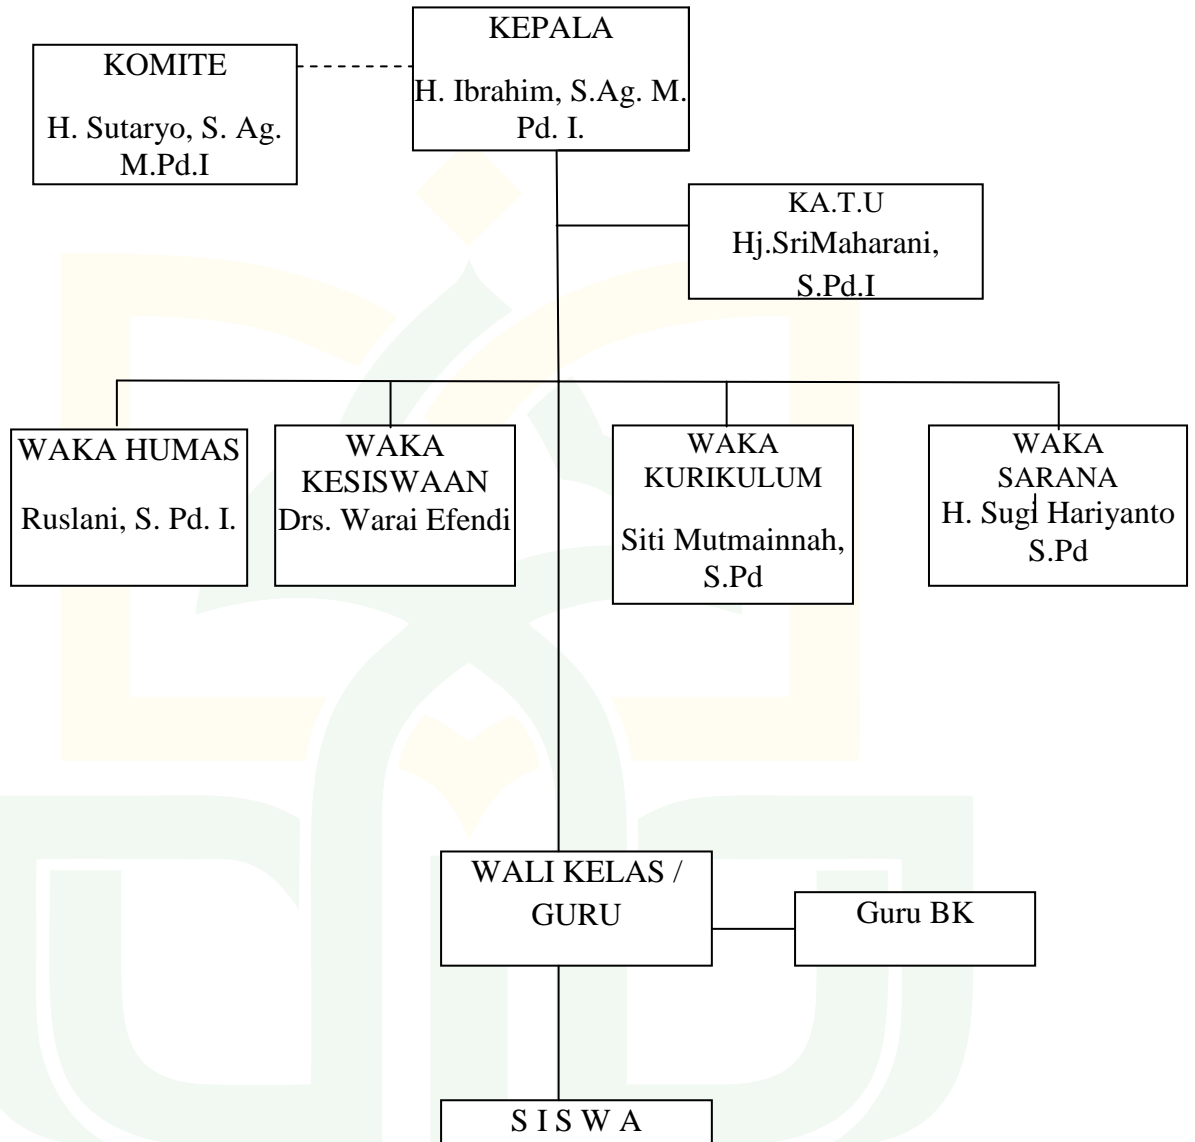 KEPALA
H. Ibrahim, S.Ag. M.
Pd. I.
KOMITE
H. Sutaryo, S. Ag.
M.Pd.I
KA.T.U
Hj.SriMaharani,
S.Pd.I
WAKA HUMAS
Ruslani, S. Pd. I.
WAKA
KESISWAAN
Drs. Warai Efendi
WAKA
KURIKULUM
Siti Mutmainnah,
S.Pd
WAKA
SARANA
H. Sugi Hariyanto
S.Pd
WALI KELAS /
GURU
Guru BK
S I S W A